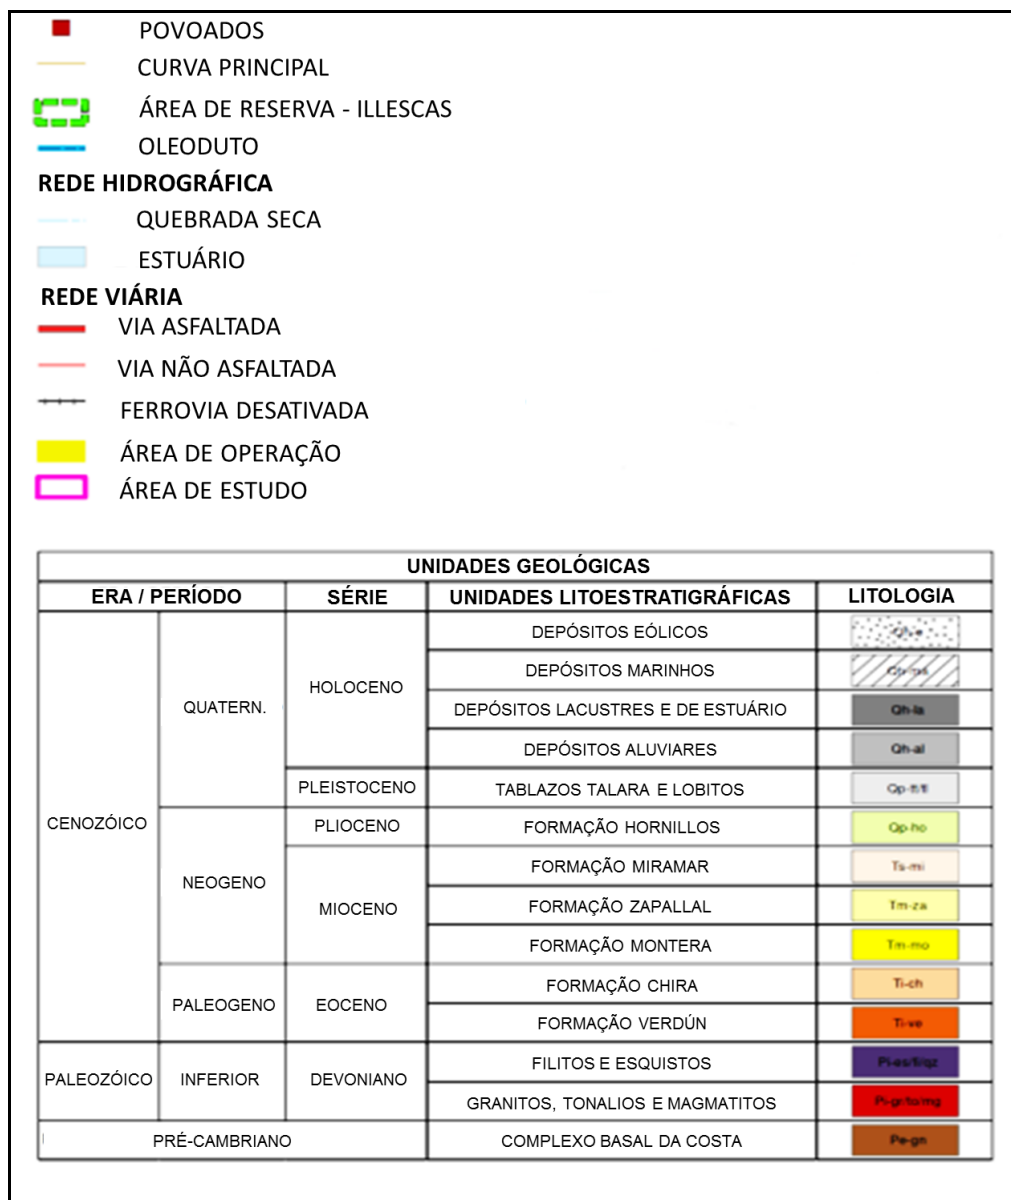 POVOADOS
CURVA PRINCIPAL
ÁREA DE RESERVA - ILLESCAS
OLEODUTO
REDE HIDROGRÁFICA
QUEBRADA SECA
ESTUÁRIO
REDE VIÁRIA
VIA ASFALTADA
VIA NÃO ASFALTADA
FERROVIA DESATIVADA
ÁREA DE OPERAÇÃO
ÁREA DE ESTUDO
UNIDADES GEOLÓGICAS
ERA / PERÍODO SÉRIE UNIDADES LITOESTRATIGRÁFICAS LITOLOGIA
CENOZÓICO
QUATERN.
HOLOCENO
DEPÓSITOS EÓLICOS
DEPÓSITOS MARINHOS
DEPÓSITOS LACUSTRES E DE ESTUÁRIO Qh-la
DEPÓSITOS ALUVIARES Qh-al
PLEISTOCENO TABLAZOS TALARA E LOBITOS
NEOGENO
PLIOCENO FORMAÇÃO HORNILLOS Qp-ho
MIOCENO
FORMAÇÃO MIRAMAR Ts-mi
FORMAÇÃO ZAPALLAL Tm-za
FORMAÇÃO MONTERA Tm-mo
PALEOGENO
EOCENO
FORMAÇÃO CHIRA Ti-ch
FORMAÇÃO VERDÚN Ti-ve
PALEOZÓICO
INFERIOR
DEVONIANO
FILITOS E ESQUISTOS
GRANITOS, TONALIOS E MAGMATITOS Pi-gr/to/mg
PRÉ-CAMBRIANO COMPLEXO BASAL DA COSTA Pe-gn